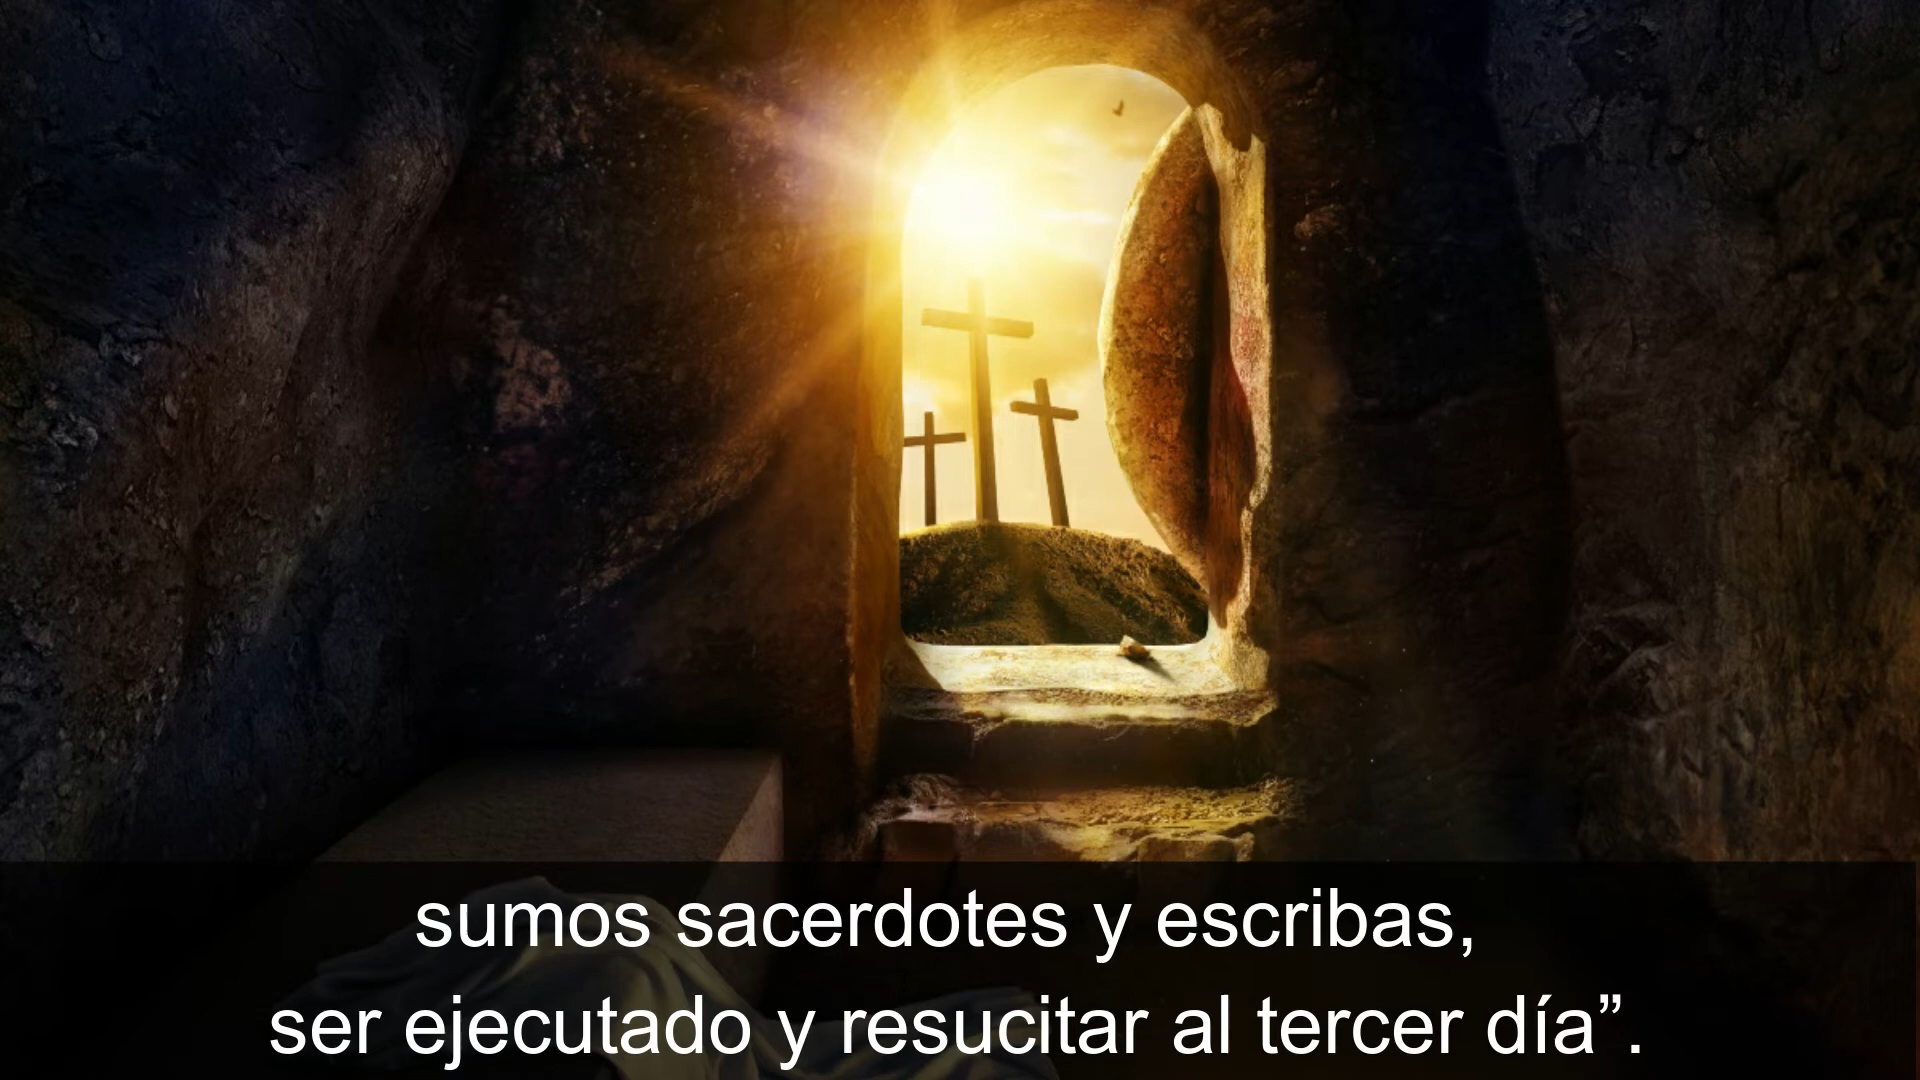 sumos sacerdotes y escribas,
ser ejecutado y resucitar al tercer día”.